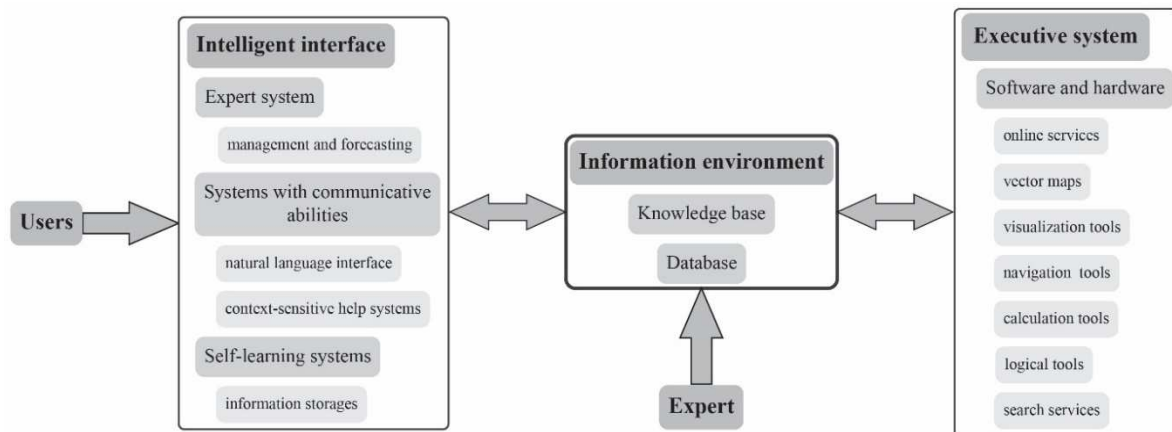 Users
Intelligent interface
Expert system
management and forecasting
Systems with communicative
abilities
natural language interface
context-sensitive help systems
Self-learning systems
information storages
Information environment
Knowledge base
Database
Expert
Executive system
Software and hardware
online services
vector maps
visualization tools
navigation tools
calculation tools
logical tools
search services